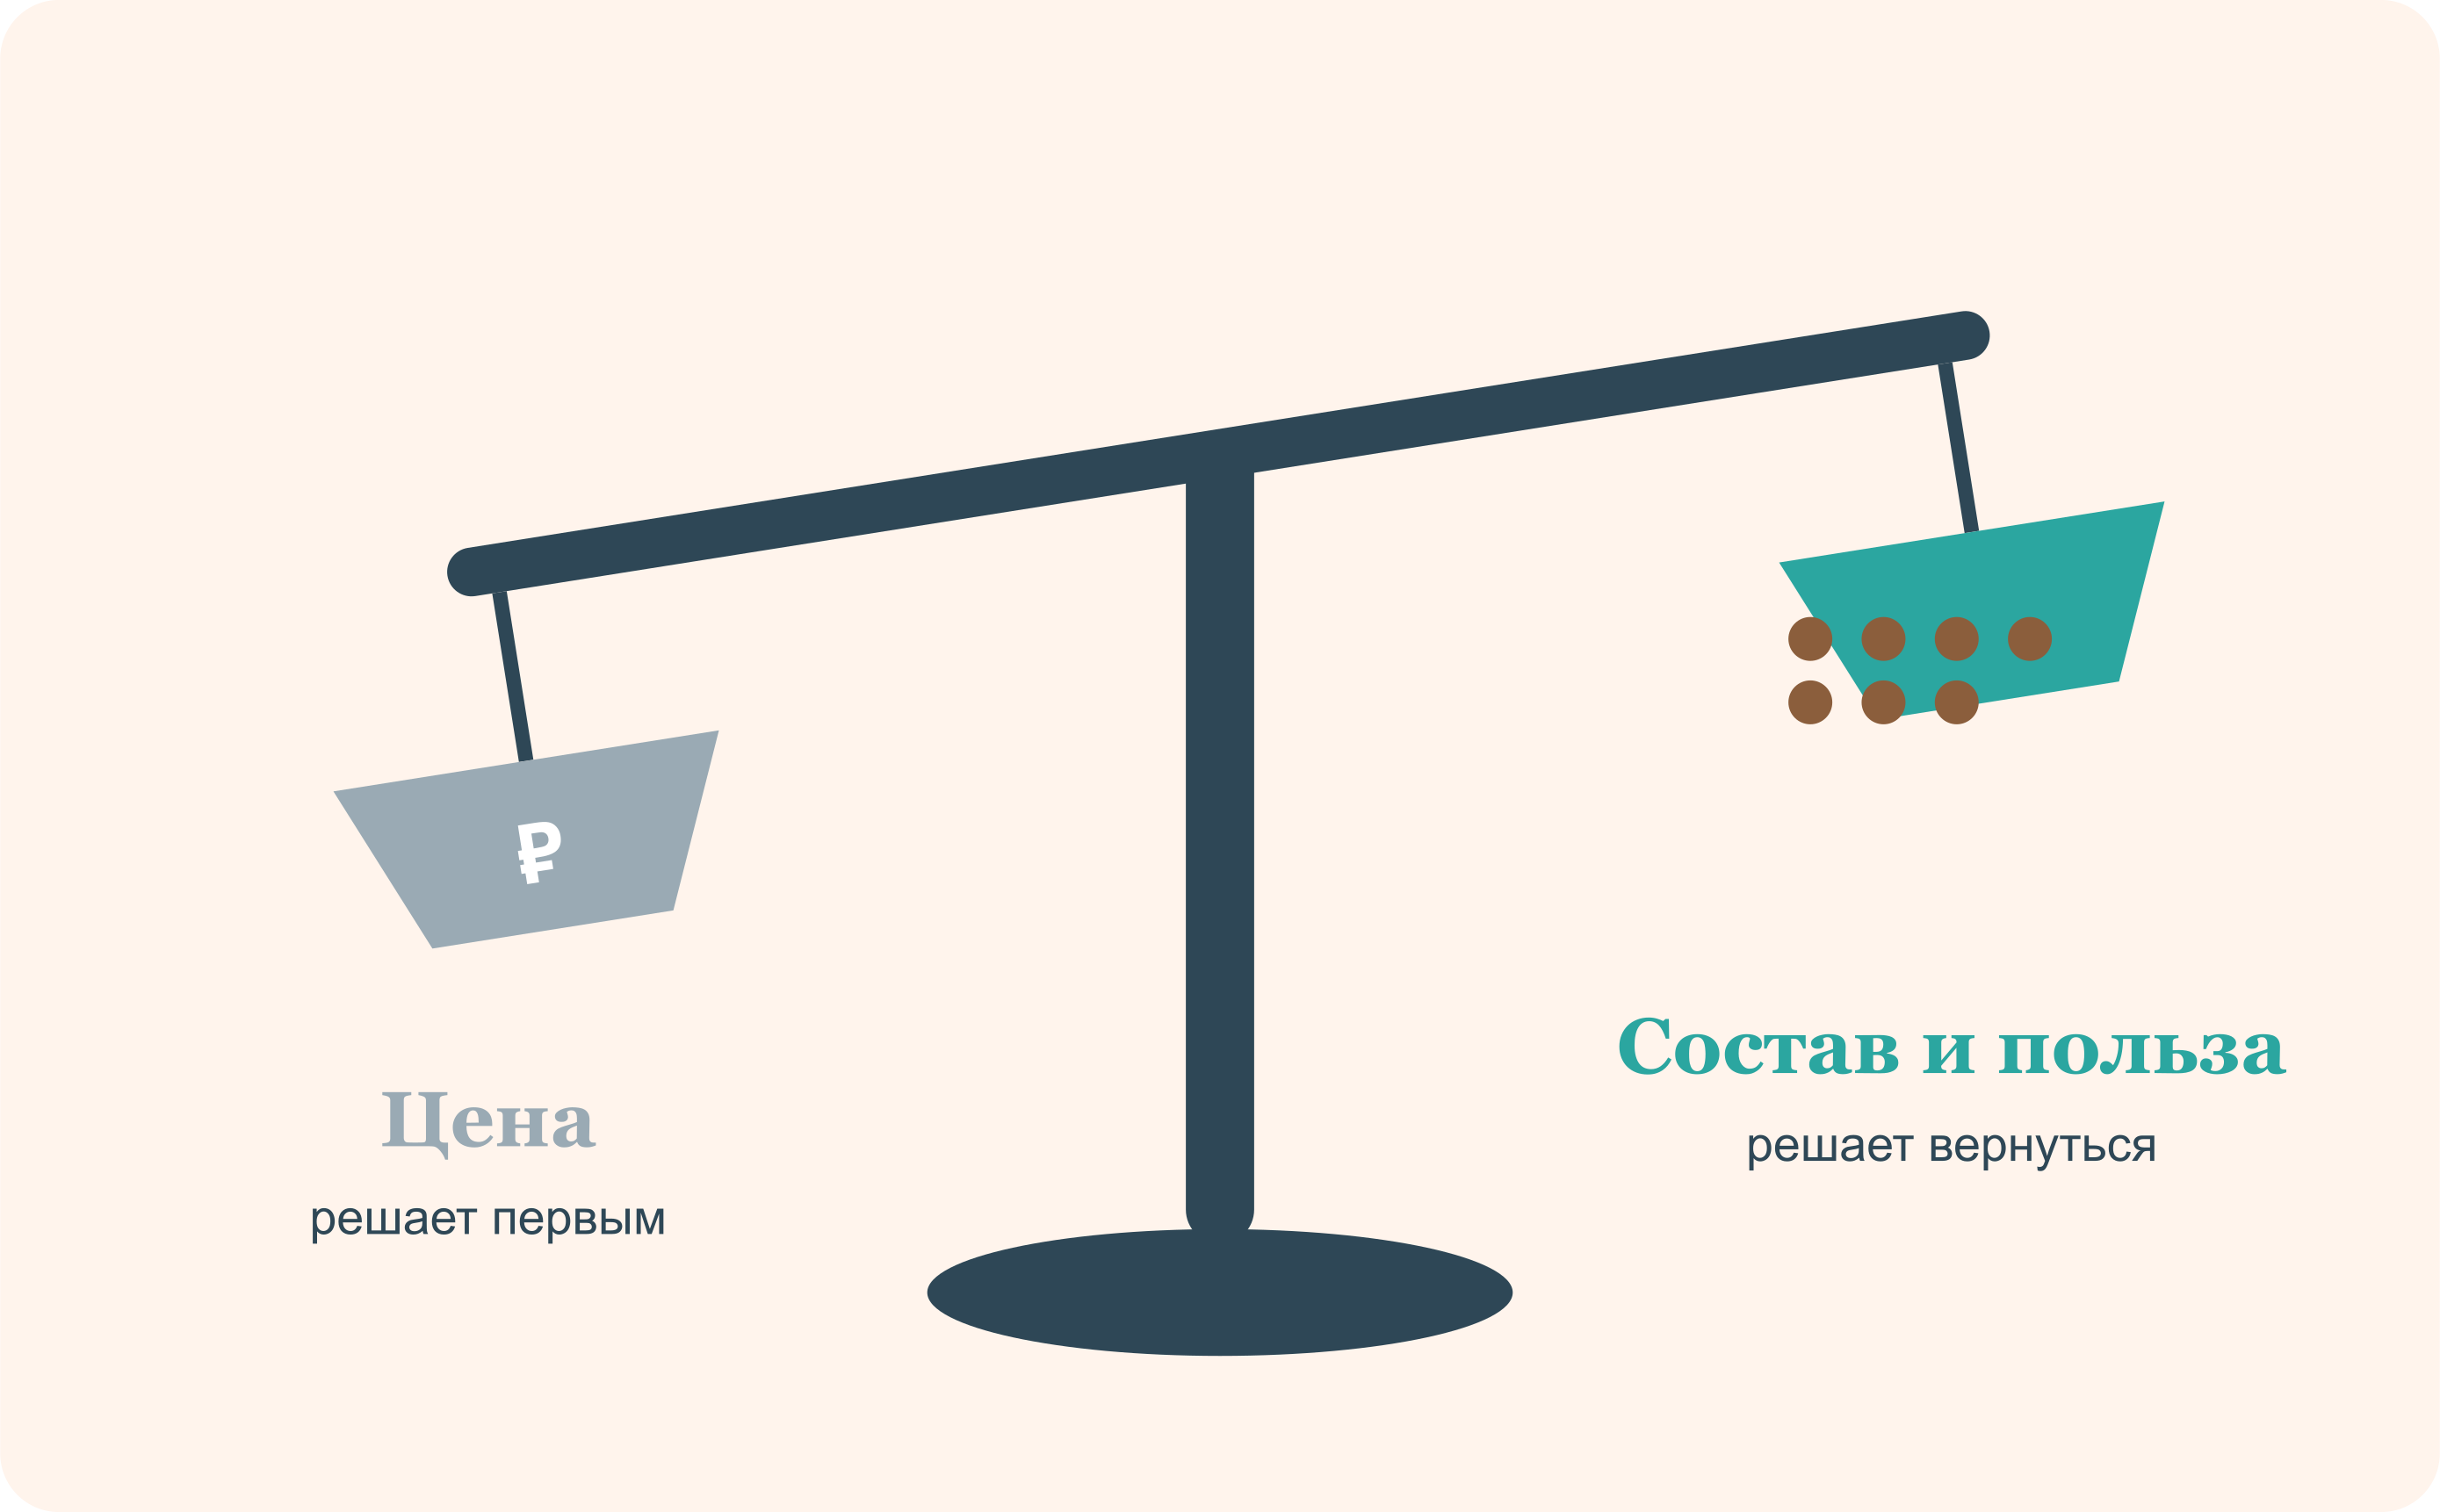 ₽
Цена
решает первым
Состав и польза
решает вернуться